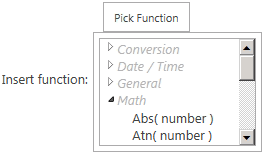 Pick Function
Conversion
Date / Time
Insert function:
General
Math
Abs( number )
Atn( number )